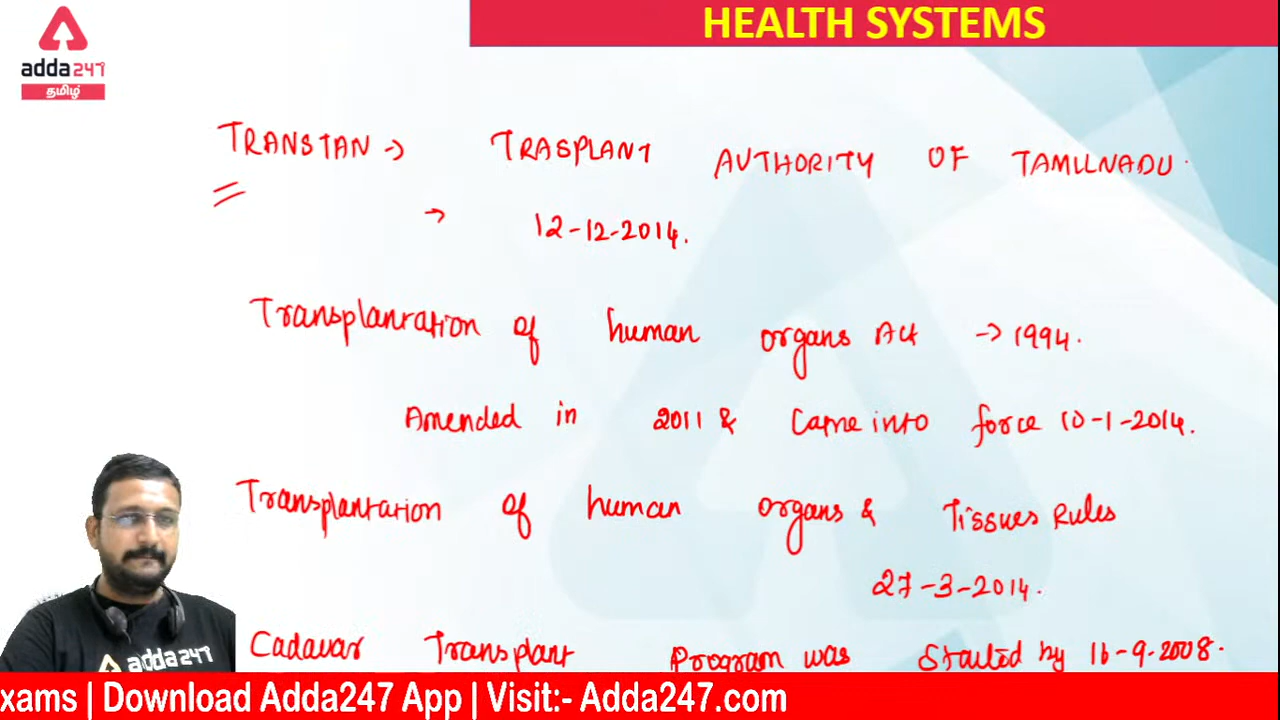 HEALTH SYSTEMS
adda247
தமிழ்
TRANSTAN → TRASPLANT AUTHORITY OF TAMILNADU.
→ 12-12-2014.
Transplanration of human organs Act → 1994.
Amended in 2011 & Came into force 10-1-2014.
Transplantation of human organs & Tissues Rules
27-3-2014.
Cadavar Transplant Program was Started by 16-9-2008.
adda247
xams | Download Adda247 App | Visit:- Adda247.com